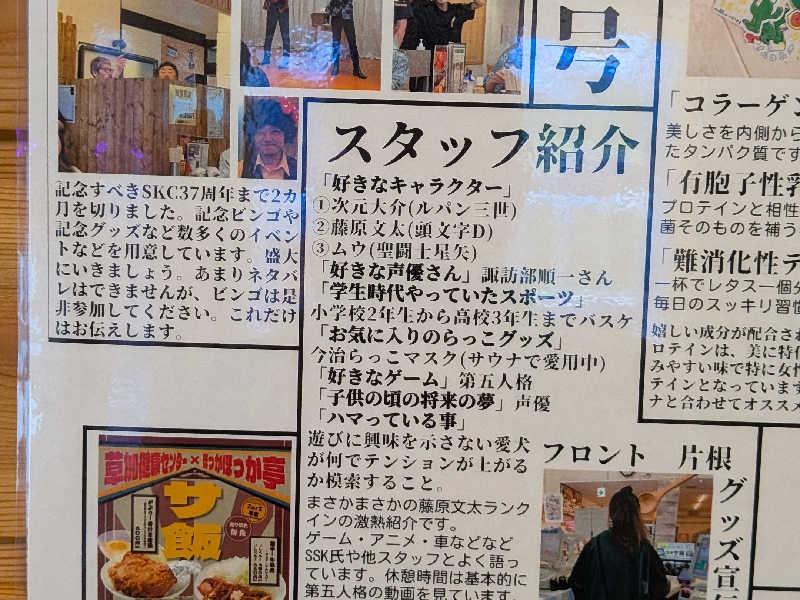 号
記念すべきSKC37周年まで2カ
月を切りました。記念ビンゴや
記念グッズなど数多くのイベン
トなどを用意しています。盛大
にいきましょう。あまりネタバ
レはできませんが、ビンゴは是
非参加してください。これだけ
はお伝えします。
スタッフ紹介
「好きなキャラクター」
①次元大介(ルパン三世)
②藤原文太(頭文字D)
③ムウ(聖闘士星矢)
「好きな声優さん」諏訪部順一さん
「学生時代やっていたスポーツ」
小学校2年生から高校3年生までバスケ
「お気に入りのらっこグッズ」
今治らっこマスク(サウナで愛用中)
「好きなゲーム」第五人格
「子供の頃の将来の夢」声優
「ハマっている事」
遊びに興味を示さない愛犬
が何でテンションが上がる
か模索すること。
まさかまさかの藤原文太ランク
インの激熱紹介です。
ゲーム・アニメ・車などなど
SSK氏や他スタッフとよく語っ
ています。休憩時間は基本的に
第五人格の動画を見ています。
フロント 片根
グッズ宣伝
「コラーゲン
美しさを内側から
たタンパク質です
「有胞子性乳
プロテインと相性
菌そのものを補う
「難消化性デ
一杯でレタス一個分
毎日のスッキリ習慣
嬉しい成分が配合され
ロテインは、美に特化
みやすい味で特に女性
テインとなっています
ナと合わせてオススメ
草加健康センター×ほっかほっか亭
サ飯